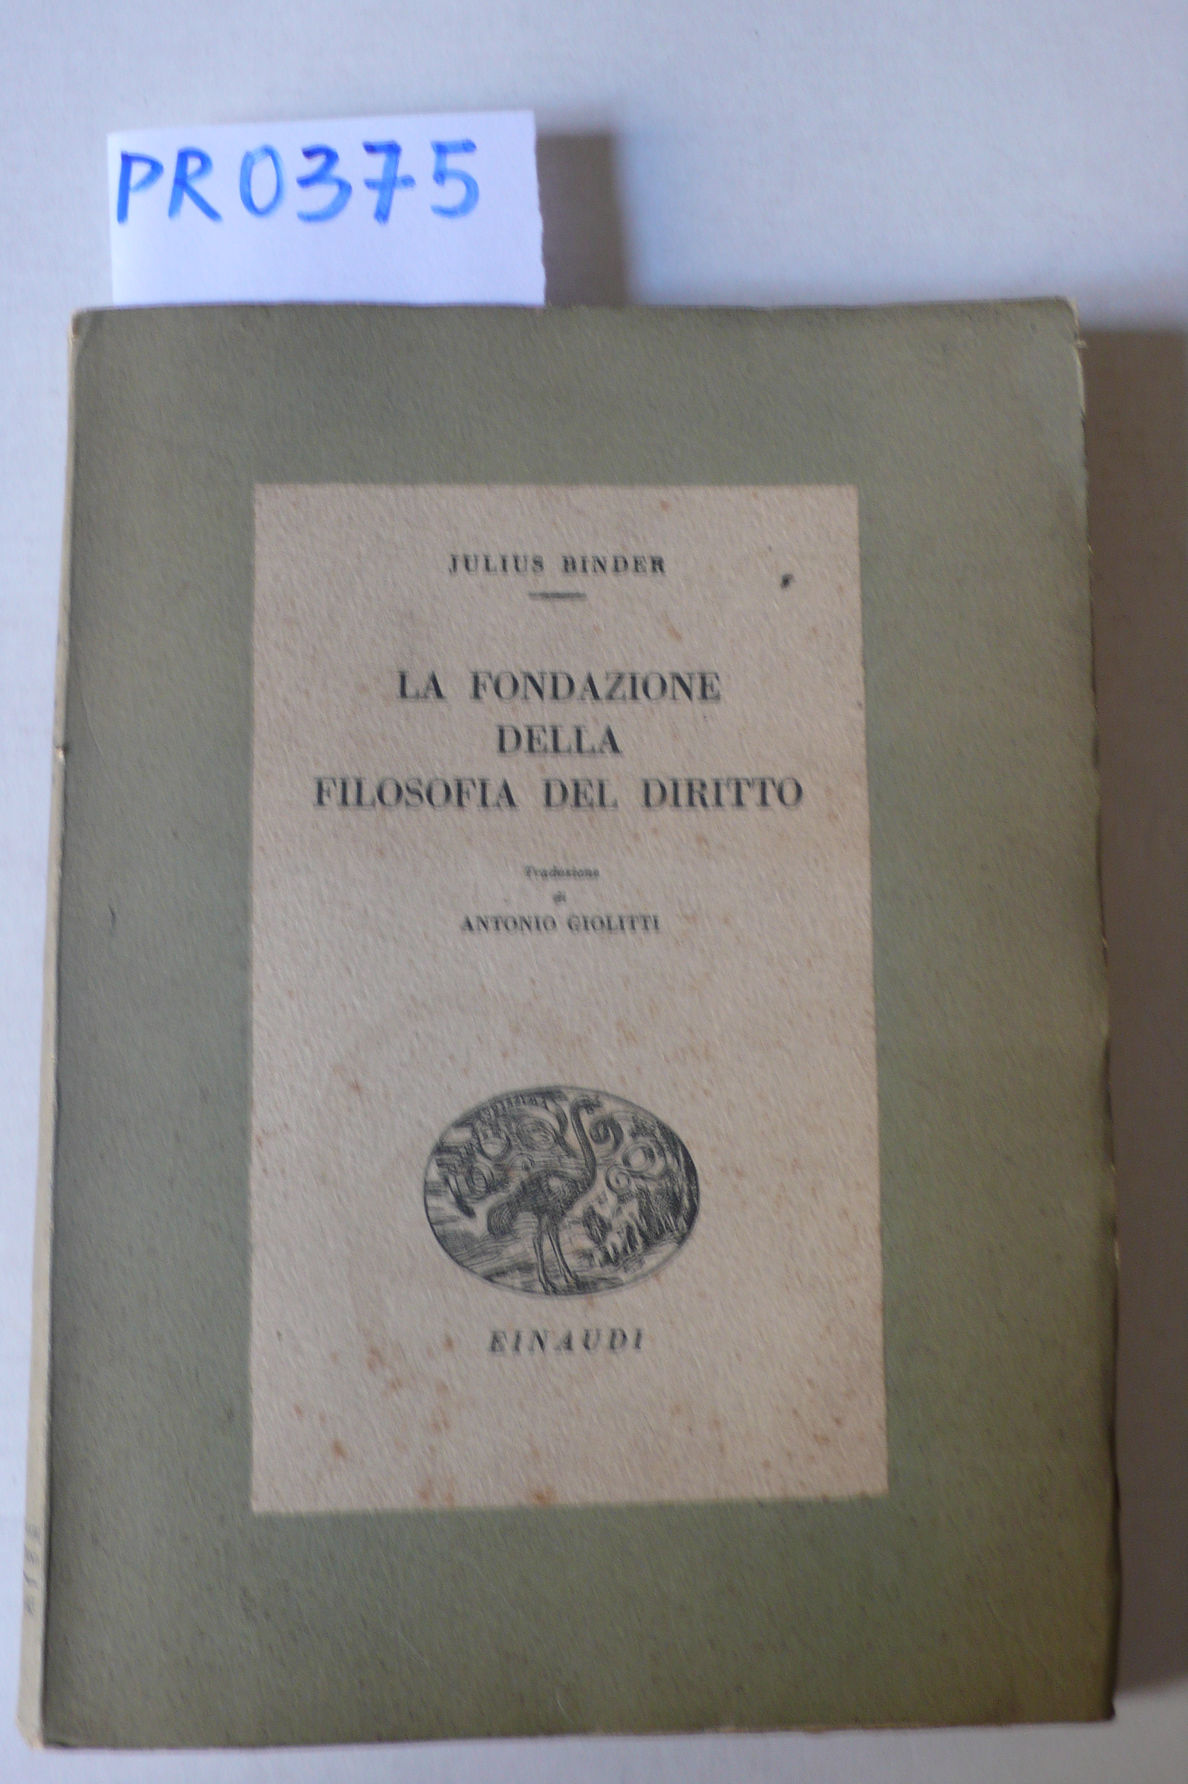 PR0375
JULIUS BINDER
LA FONDAZIONE
DELLA
FILOSOFIA DEL DIRITTO
Traduzione
di
ANTONIO GIOLITTI
EINAUDI